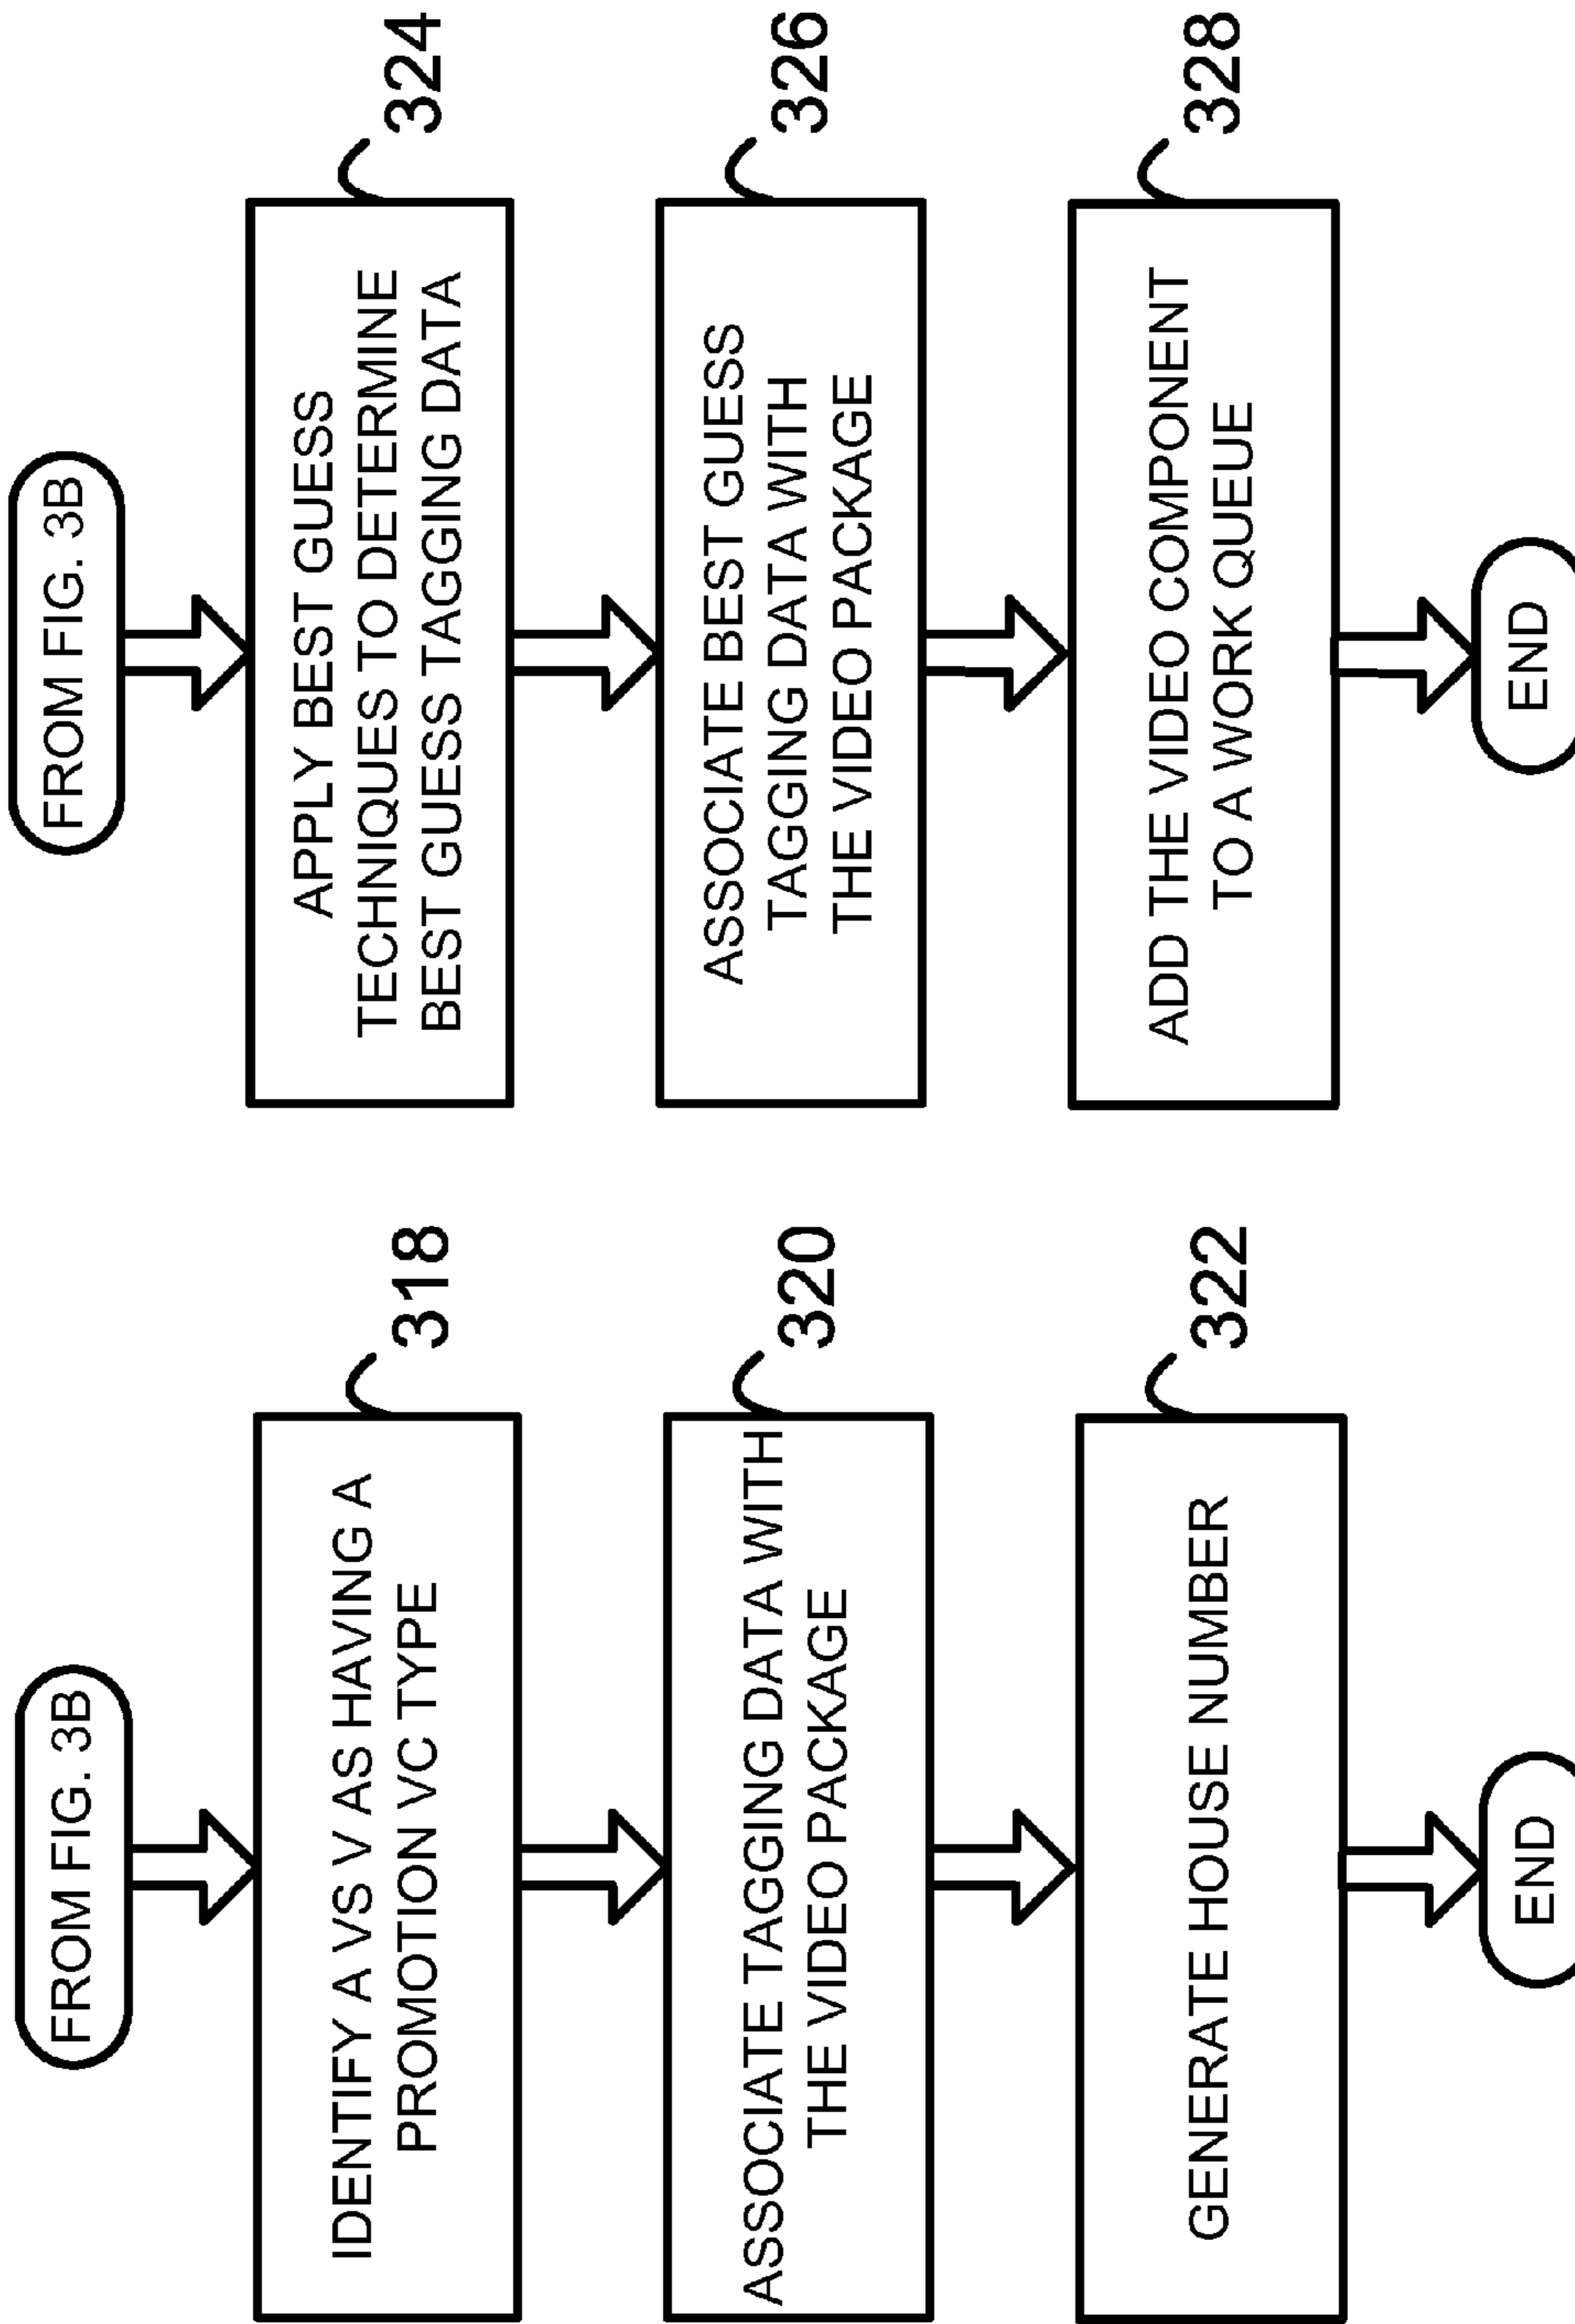 FROM FIG. 3B
IDENTIFY A VS V AS HAVING A
PROMOTION VC TYPE
318
ASSOCIATE TAGGING DATA WITH
THE VIDEO PACKAGE
320
GENERATE HOUSE NUMBER
322
END
FROM FIG. 3B
APPLY BEST GUESS
TECHNIQUES TO DETERMINE
BEST GUESS TAGGING DATA
324
ASSOCIATE BEST GUESS
TAGGING DATA WITH
THE VIDEO PACKAGE
326
ADD THE VIDEO COMPONENT
TO A WORK QUEUE
328
END